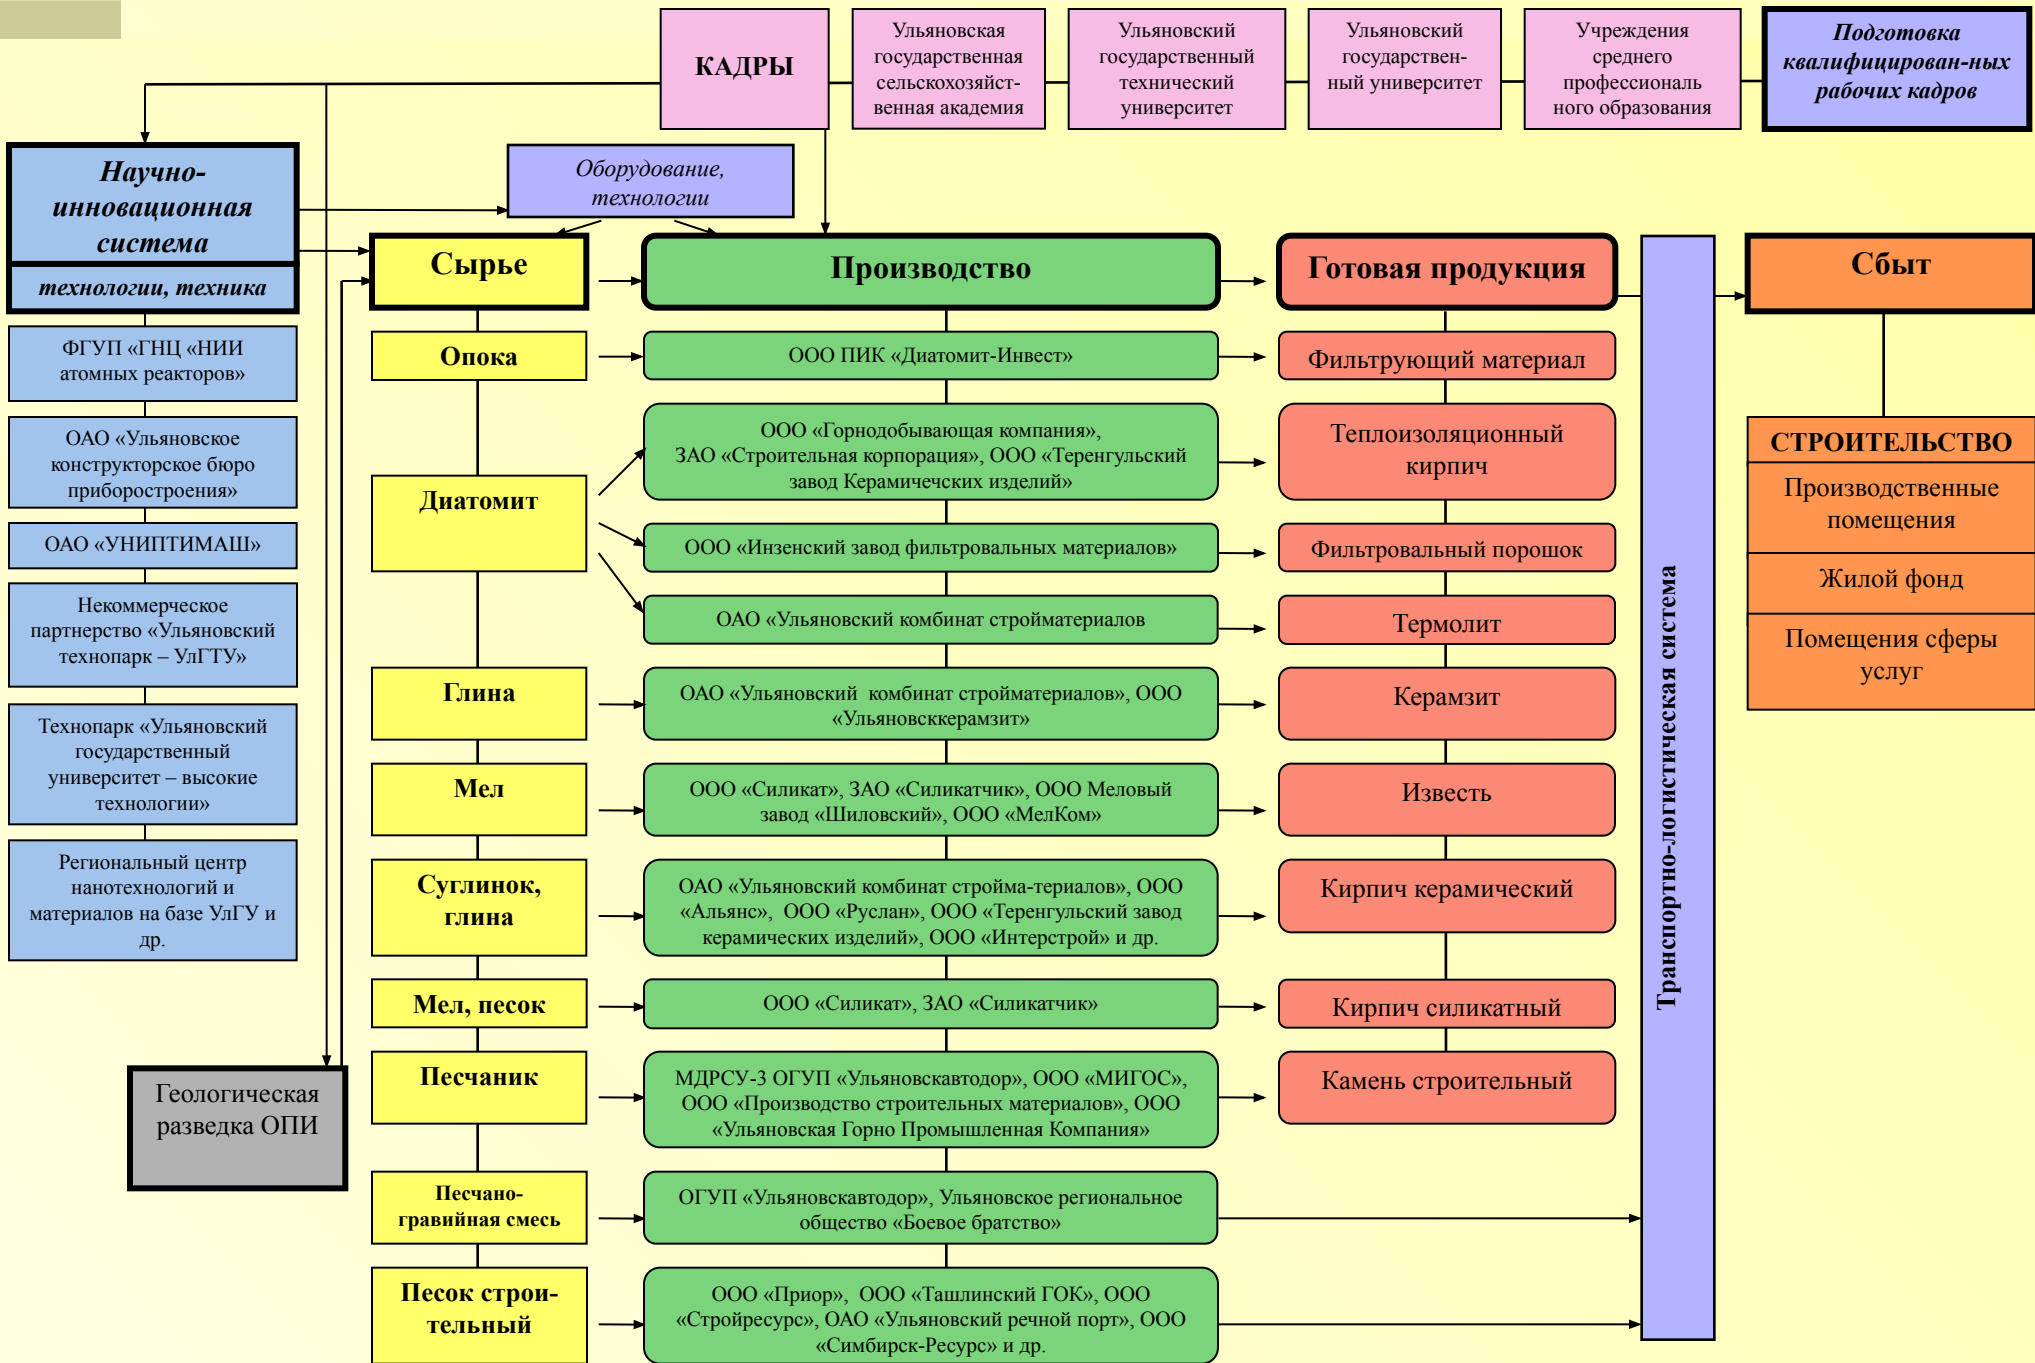 КАДРЫ
Ульяновская
государственная
сельскохозяйст-
венная академия
Ульяновский
государственный
технический
университет
Ульяновский
государствен-
ный университет
Учреждения
среднего
профессиональ
ного образования
Подготовка
квалифицирован-ных
рабочих кадров
Научно-
инновационная
система
технологии, техника
Оборудование,
технологии
ФГУП «ГНЦ «НИИ
атомных реакторов»
ОАО «Ульяновское
конструкторское бюро
приборостроения»
ОАО «УНИПТИМАШ»
Некоммерческое
партнерство «Ульяновский
технопарк – УлГТУ»
Технопарк «Ульяновский
государственный
университет – высокие
технологии»
Региональный центр
нанотехнологий и
материалов на базе УлГУ и
др.
Геологическая
разведка ОПИ
Сырье
Производство
Готовая продукция
Опока
ООО ПИК «Диатомит-Инвест»
Фильтрующий материал
Диатомит
ООО «Горнодобывающая компания»,
ЗАО «Строительная корпорация», ООО «Теренгульский
завод Керамичечских изделий»
Теплоизоляционный
кирпич
ООО «Инзенский завод фильтровальных материалов»
Фильтровальный порошок
ОАО «Ульяновский комбинат стройматериалов
Термолит
Глина
ОАО «Ульяновский  комбинат стройматериалов», ООО
«Ульяновсккерамзит»
Керамзит
Мел
ООО «Силикат», ЗАО «Силикатчик», ООО Меловый
завод «Шиловский», ООО «МелКом»
Известь
Суглинок,
глина
ОАО «Ульяновский комбинат стройма-териалов», ООО
«Альянс»,  ООО «Руслан», ООО «Теренгульский завод
керамических изделий», ООО «Интерстрой» и др.
Кирпич керамический
Мел, песок
ООО «Силикат», ЗАО «Силикатчик»
Кирпич силикатный
Песчаник
МДРСУ-3 ОГУП «Ульяновскавтодор», ООО «МИГОС»,
ООО «Производство строительных материалов», ООО
«Ульяновская Горно Промышленная Компания»
Камень строительный
Песчано-
гравийная смесь
ОГУП «Ульяновскавтодор», Ульяновское региональное
общество «Боевое братство»
Песок строи-
тельный
ООО «Приор»,  ООО «Ташлинский ГОК», ООО
«Стройресурс», ОАО «Ульяновский речной порт», ООО
«Симбирск-Ресурс» и др.
Транспортно-логистическая система
Сбыт
СТРОИТЕЛЬСТВО
Производственные
помещения
Жилой фонд
Помещения сферы
услуг